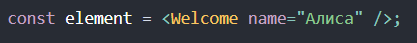 const element = <Welcome name="Алиса" />;